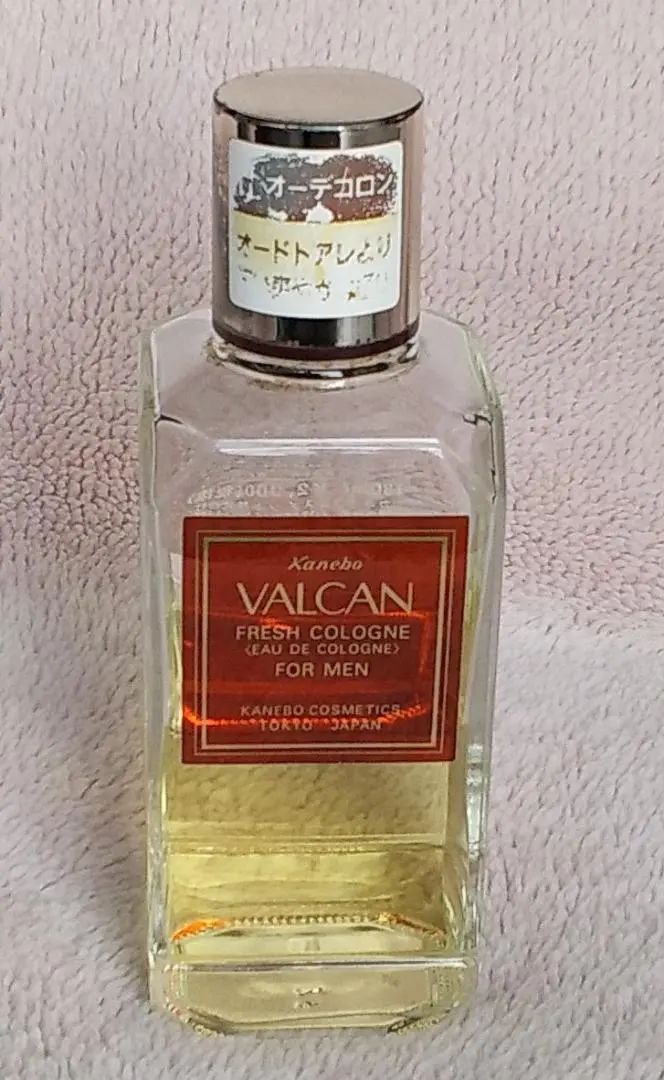 オーデコロン
オードトアレより
Kanebo
VALCAN
FRESH COLOGNE
〈EAU DE COLOGNE〉
FOR MEN
KANEBO COSMETICS
TOKYO JAPAN